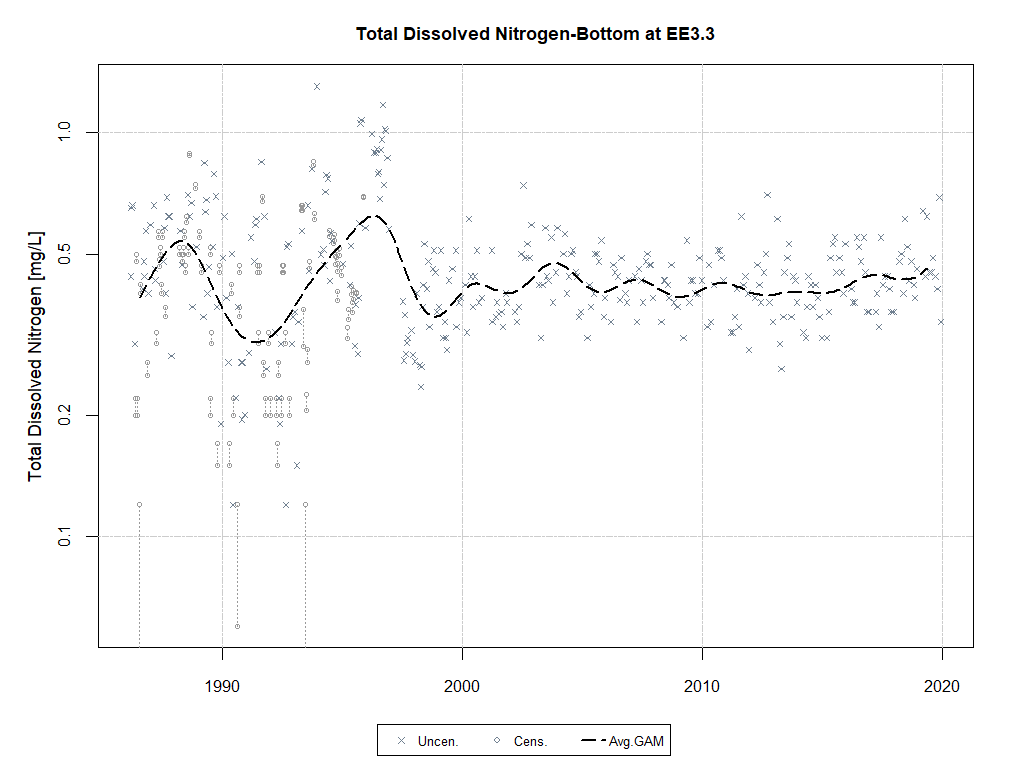 Total Dissolved Nitrogen-Bottom at EE3.3
Total Dissolved Nitrogen [mg/L]
1.0
0.5
0.2
0.1
1990 2000 2010 2020
Uncen. Cens. Avg.GAM